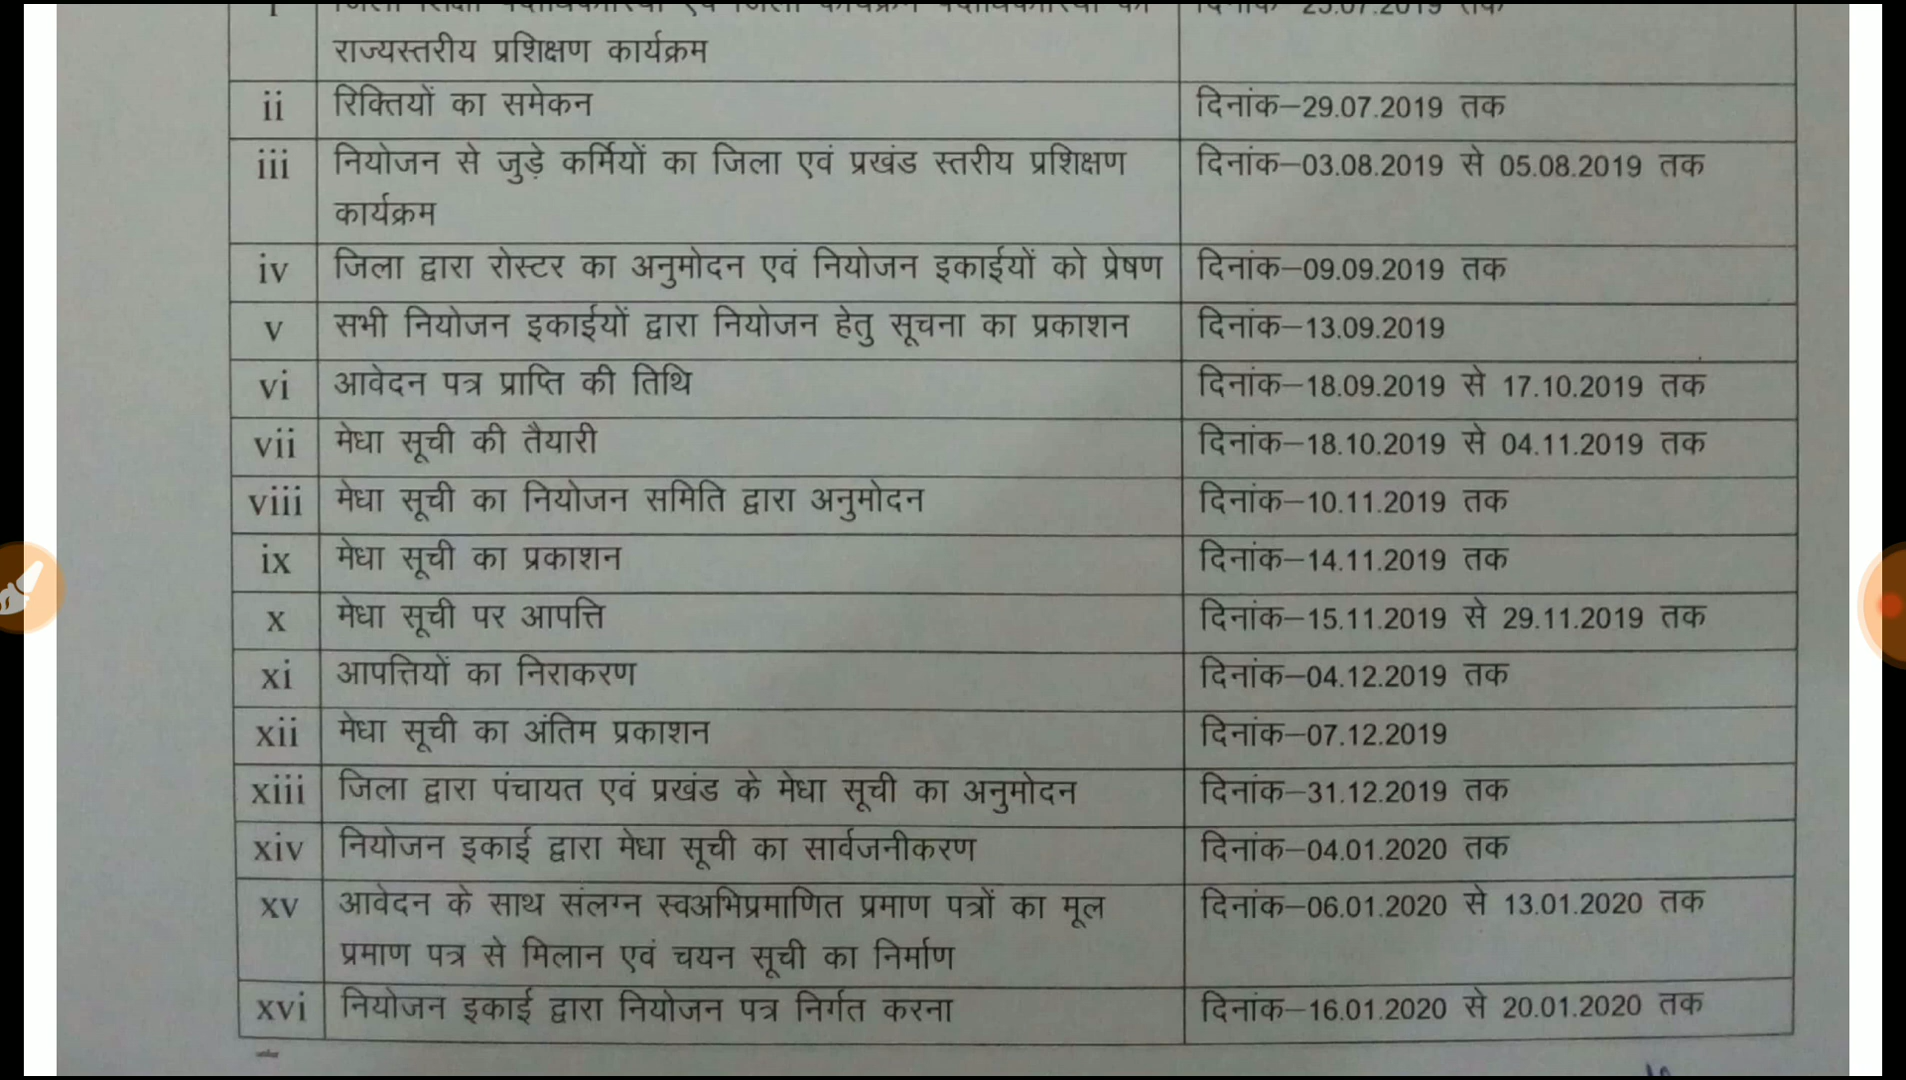 राज्यस्तरीय प्रशिक्षण कार्यक्रम
ii रिक्तियों का समेकन दिनांक–29.07.2019 तक
iii नियोजन से जुड़े कर्मियों का जिला एवं प्रखंड स्तरीय प्रशिक्षण दिनांक–03.08.2019 से 05.08.2019 तक
कार्यक्रम
iv जिला द्वारा रोस्टर का अनुमोदन एवं नियोजन इकाईयों को प्रेषण दिनांक–09.09.2019 तक
v सभी नियोजन इकाईयों द्वारा नियोजन हेतु सूचना का प्रकाशन दिनांक–13.09.2019
vi आवेदन पत्र प्राप्ति की तिथि दिनांक–18.09.2019 से 17.10.2019 तक
vii मेधा सूची की तैयारी दिनांक–18.10.2019 से 04.11.2019 तक
viii मेधा सूची का नियोजन समिति द्वारा अनुमोदन दिनांक–10.11.2019 तक
ix मेधा सूची का प्रकाशन दिनांक–14.11.2019 तक
x मेधा सूची पर आपत्ति दिनांक–15.11.2019 से 29.11.2019 तक
xi आपत्तियों का निराकरण दिनांक–04.12.2019 तक
xii मेधा सूची का अंतिम प्रकाशन दिनांक–07.12.2019
xiii जिला द्वारा पंचायत एवं प्रखंड के मेधा सूची का अनुमोदन दिनांक–31.12.2019 तक
xiv नियोजन इकाई द्वारा मेधा सूची का सार्वजनीकरण दिनांक–04.01.2020 तक
xv आवेदन के साथ संलग्न स्वअभिप्रमाणित प्रमाण पत्रों का मूल दिनांक–06.01.2020 से 13.01.2020 तक
प्रमाण पत्र से मिलान एवं चयन सूची का निर्माण
xvi नियोजन इकाई द्वारा नियोजन पत्र निर्गत करना दिनांक–16.01.2020 से 20.01.2020 तक